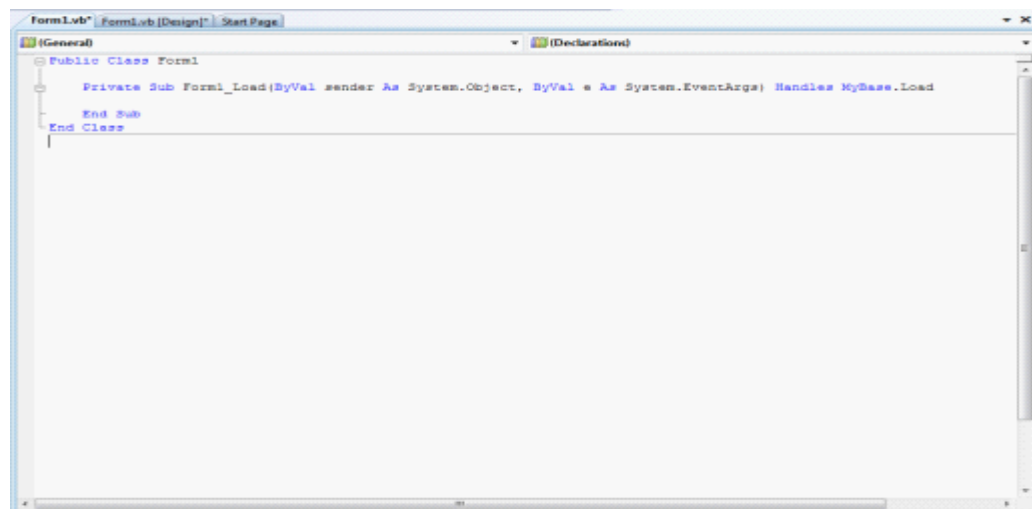 Form1.vb* Form1.vb [Design]* Start Page
(General) (Declarations)
Public Class Form1
Private Sub Form1_Load(ByVal sender As System.Object, ByVal e As System.EventArgs) Handles MyBase.Load
End Sub
End Class